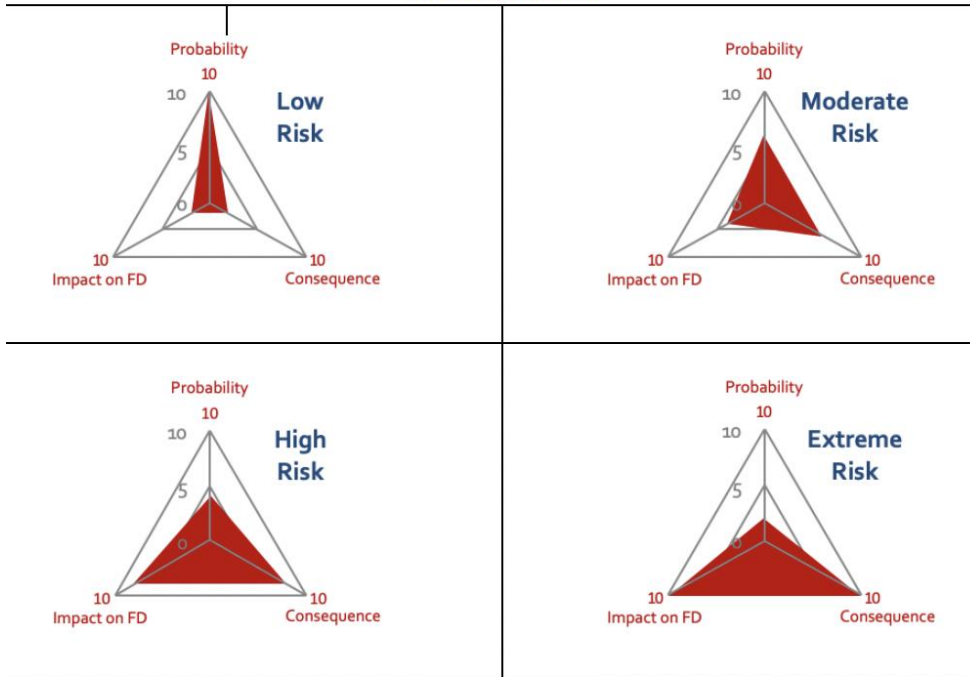 Probability
10
10
Low
Risk
5
0
10
10
Impact on FD
Consequence
Probability
10
10
Moderate
Risk
5
0
10
10
Impact on FD
Consequence
Probability
10
10
High
Risk
5
0
10
10
Impact on FD
Consequence
Probability
10
10
Extreme
Risk
5
0
10
10
Impact on FD
Consequence